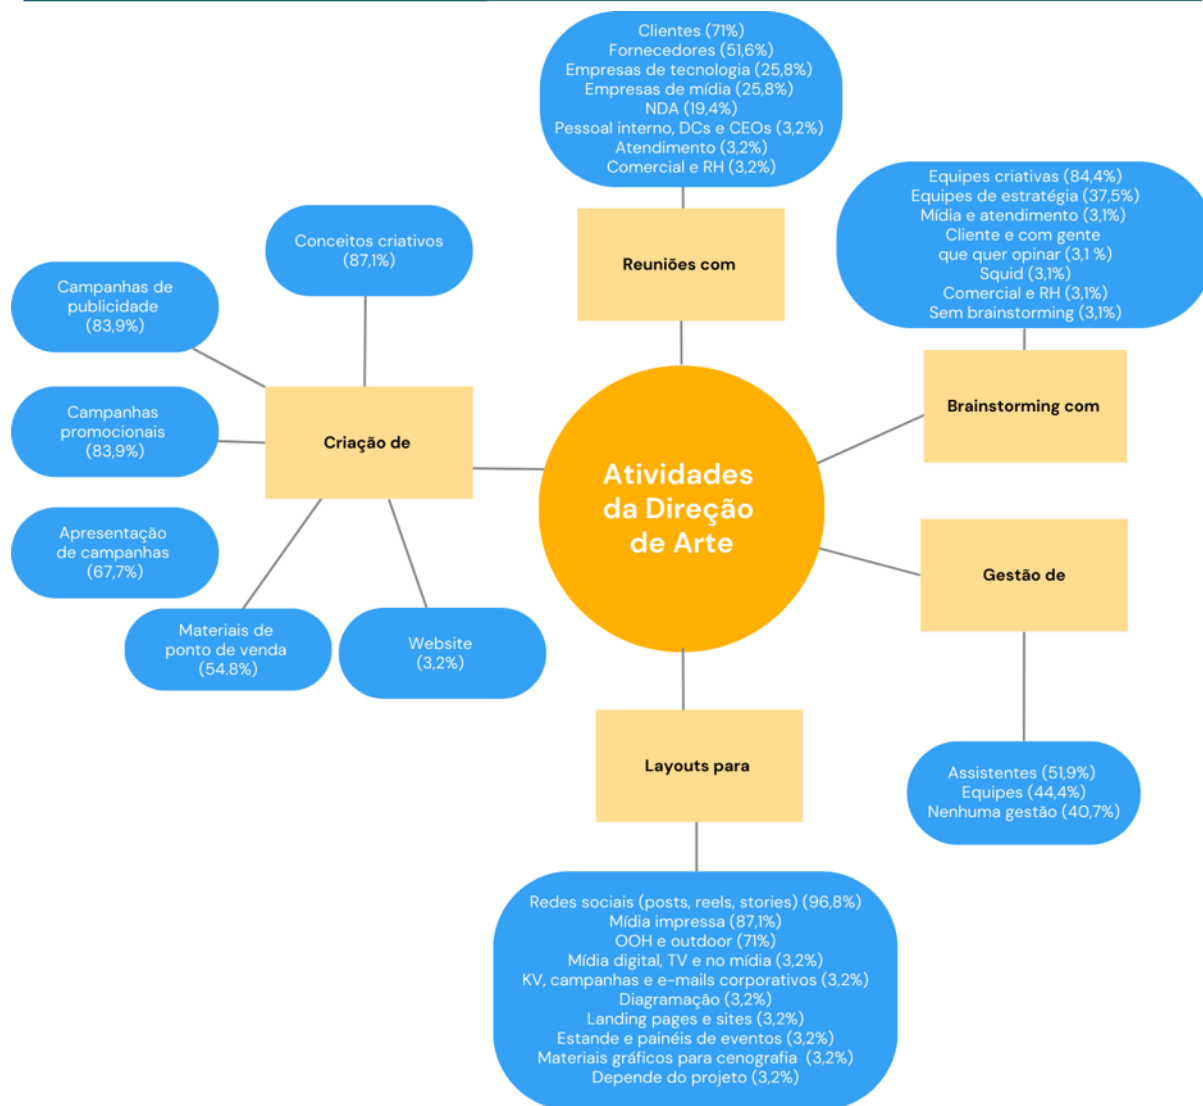 Clientes (71%)
Fornecedores (51,6%)
Empresas de tecnologia (25,8%)
Empresas de mídia (25,8%)
NDA (19,4%)
Pessoal interno, DCs e CEOs (3,2%)
Atendimento (3,2%)
Comercial e RH (3,2%)
Reuniões com
Equipes criativas (84,4%)
Equipes de estratégia (37,5%)
Mídia e atendimento (3,1%)
Cliente e com gente
que quer opinar (3,1 %)
Squid (3,1%)
Comercial e RH (3,1%)
Sem brainstorming (3,1%)
Brainstorming com
Conceitos criativos
(87,1%)
Campanhas de
publicidade
(83,9%)
Campanhas
promocionais
(83,9%)
Criação de
Apresentação
de campanhas
(67,7%)
Materiais de
ponto de venda
(54.8%)
Website
(3,2%)
Atividades
da Direção
de Arte
Gestão de
Assistentes (51,9%)
Equipes (44,4%)
Nenhuma gestão (40,7%)
Layouts para
Redes sociais (posts, reels, stories) (96,8%)
Mídia impressa (87,1%)
OOH e outdoor (71%)
Mídia digital, TV e no mídia (3,2%)
KV, campanhas e e-mails corporativos (3,2%)
Diagramação (3,2%)
Landing pages e sites (3,2%)
Estande e painéis de eventos (3,2%)
Materiais gráficos para cenografia (3,2%)
Depende do projeto (3,2%)